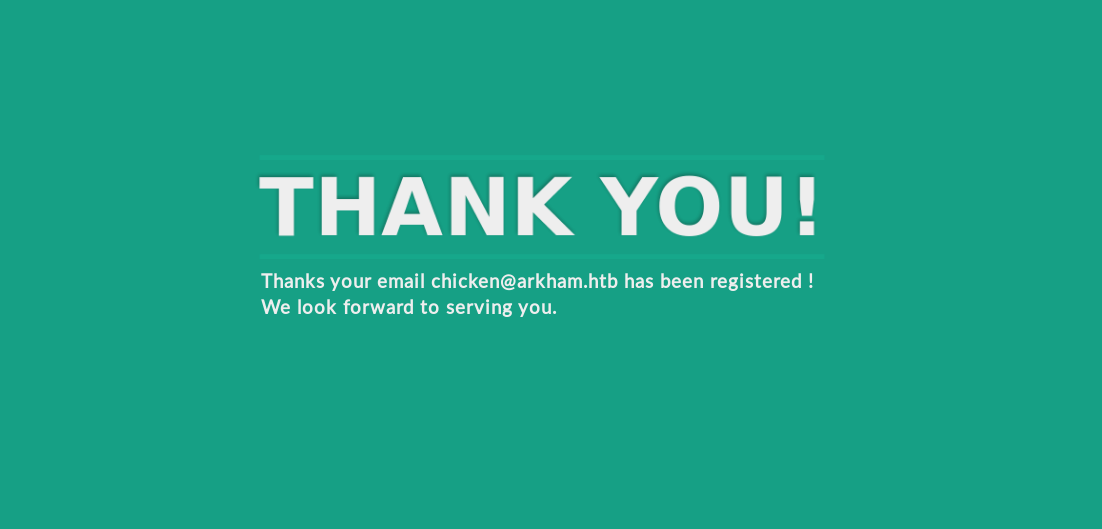 THANK YOU!
Thanks your email chicken@arkham.htb has been registered !
We look forward to serving you.